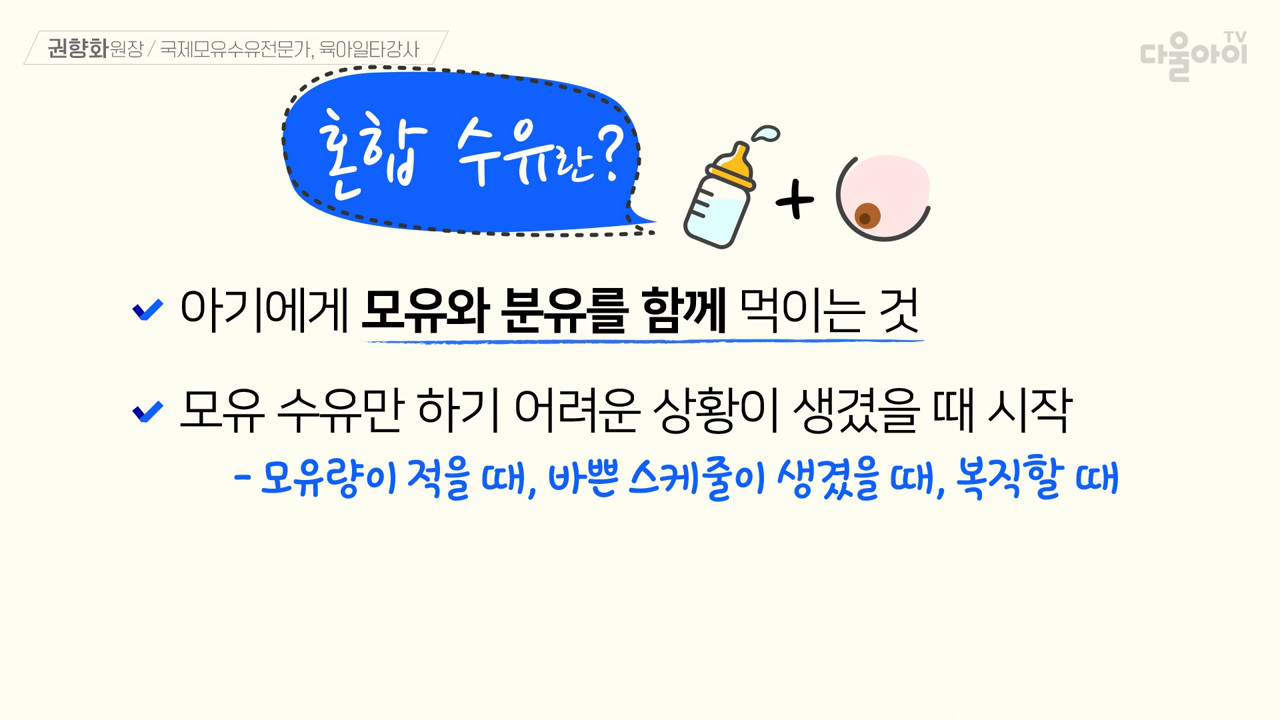 권향화원장 / 국제모유수유전문가, 육아일타강사
다울아이 TV
혼합 수유란?
+
아기에게 모유와 분유를 함께 먹이는 것
모유 수유만 하기 어려운 상황이 생겼을 때 시작
- 모유량이 적을 때, 바쁜 스케줄이 생겼을 때, 복직할 때